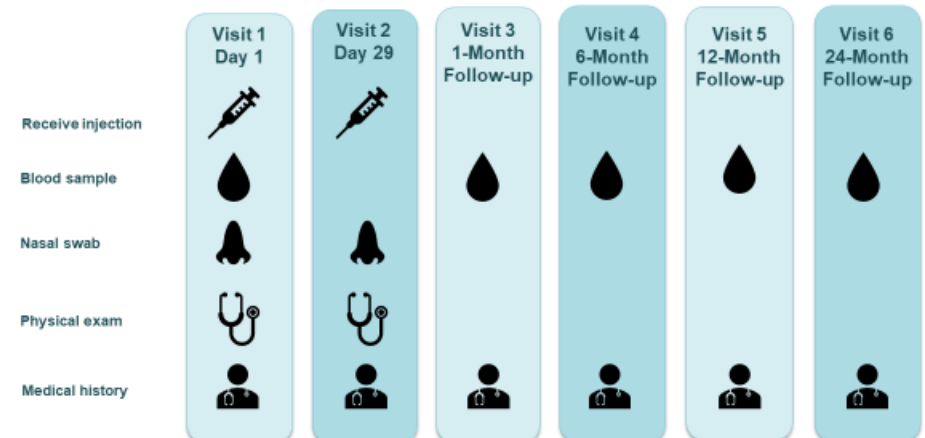 Visit 1
Day 1
Visit 2
Day 29
Visit 3
1-Month
Follow-up
Visit 4
6-Month
Follow-up
Visit 5
12-Month
Follow-up
Visit 6
24-Month
Follow-up
Receive injection
Blood sample
Nasal swab
Physical exam
Medical history